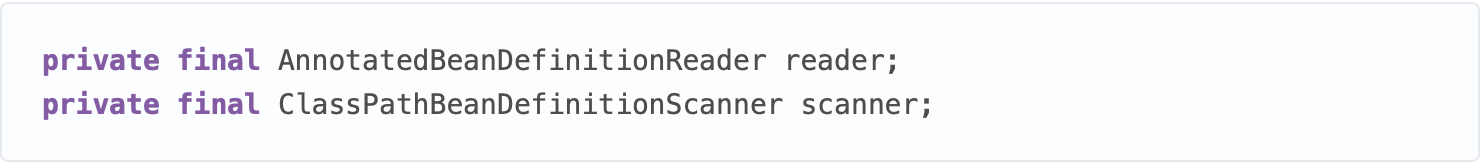 private final AnnotatedBeanDefinitionReader reader;
private final ClassPathBeanDefinitionScanner scanner;